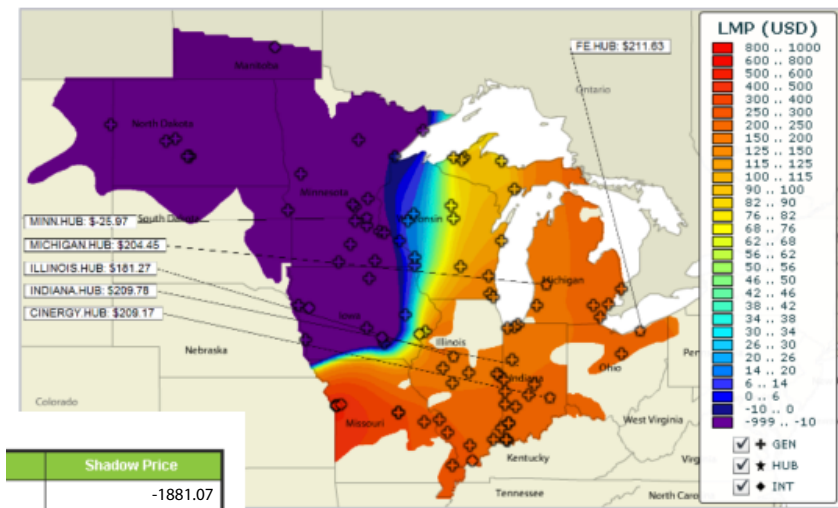 LMP (USD)
800 .. 1000
600 .. 800
500 .. 600
400 .. 500
300 .. 400
250 .. 300
200 .. 250
150 .. 200
125 .. 150
115 .. 125
100 .. 115
90 .. 100
82 .. 90
76 .. 82
68 .. 76
62 .. 68
56 .. 62
50 .. 56
46 .. 50
42 .. 46
38 .. 42
34 .. 38
30 .. 34
26 .. 30
20 .. 26
14 .. 20
6 .. 14
0 .. 6
-10 .. 0
-999 .. -10
GEN
HUB
INT
FE.HUB: $211.63
Manitoba
Ontario
North Dakota
Minnesota
MINN.HUB: $-25.97
South Dakota
Wisconsin
MICHIGAN.HUB: $204.45
ILLINOIS.HUB: $181.27
Michigan
INDIANA.HUB: $209.78
CINERGY.HUB: $209.17
Iowa
Nebraska
Illinois
Indiana
Ohio
Pen
Colorado
Missouri
West Virginia
Kentucky
Virg
Tennessee
North Carol
Shadow Price
-1881.07